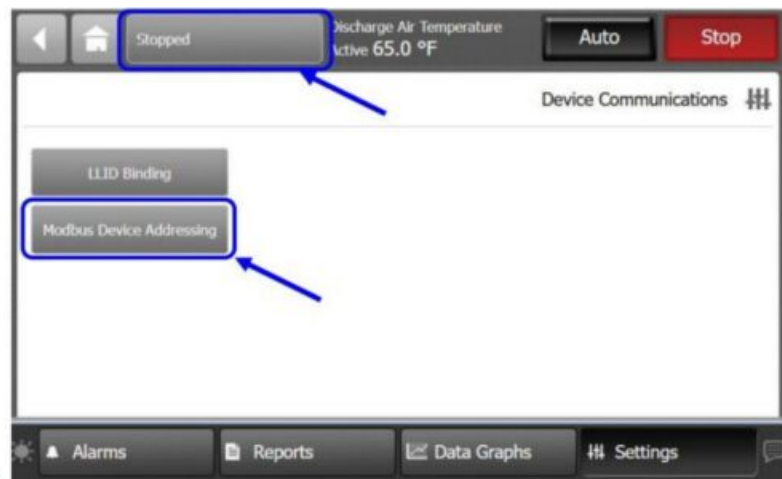 Stopped
Discharge Air Temperature
Active 65.0 °F
Auto
Stop
Device Communications
LLID Binding
Modbus Device Addressing
Alarms
Reports
Data Graphs
Settings